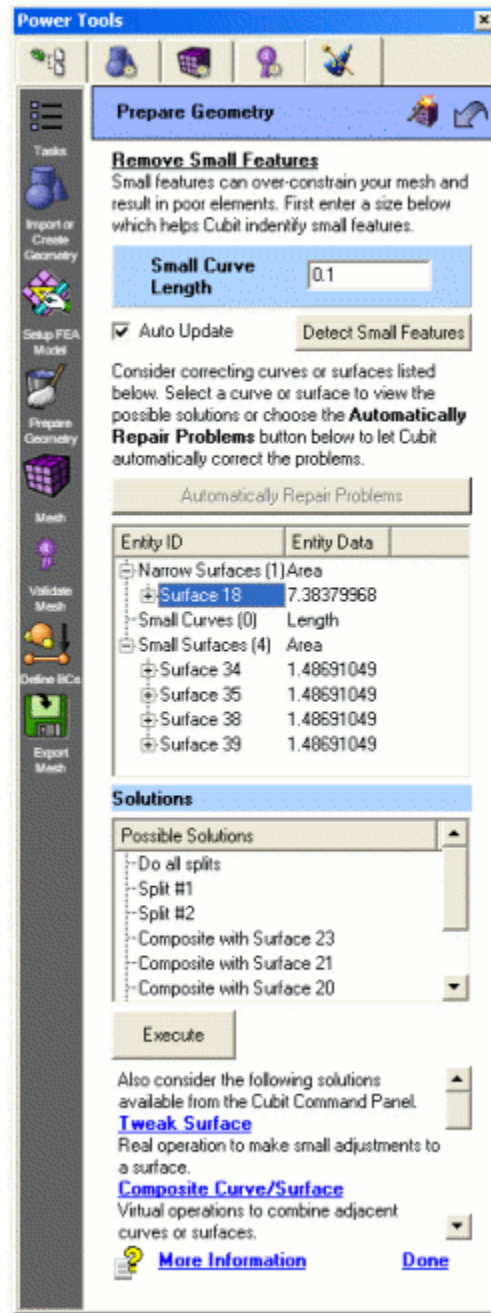 Power Tools
Prepare Geometry
Tasks
Import or
Create
Geometry
Setup FEA
Model
Prepare
Geometry
Mesh
Validate
Mesh
Define BCs
Export
Mesh
Remove Small Features
Small features can over-constrain your mesh and
result in poor elements. First enter a size below
which helps Cubit indentify small features.
Small Curve
Length
0.1
Auto Update
Detect Small Features
Consider correcting curves or surfaces listed
below. Select a curve or surface to view the
possible solutions or choose the Automatically
Repair Problems button below to let Cubit
automatically correct the problems.
Automatically Repair Problems
Entity ID Entity Data
Narrow Surfaces (1) Area
Surface 18 7.38379968
Small Curves (0) Length
Small Surfaces (4) Area
Surface 34 1.48691049
Surface 35 1.48691049
Surface 38 1.48691049
Surface 39 1.48691049
Solutions
Possible Solutions
Do all splits
Split #1
Split #2
Composite with Surface 23
Composite with Surface 21
Composite with Surface 20
Execute
Also consider the following solutions
available from the Cubit Command Panel.
Tweak Surface
Real operation to make small adjustments to
a surface.
Composite Curve/Surface
Virtual operations to combine adjacent
curves or surfaces.
More Information Done